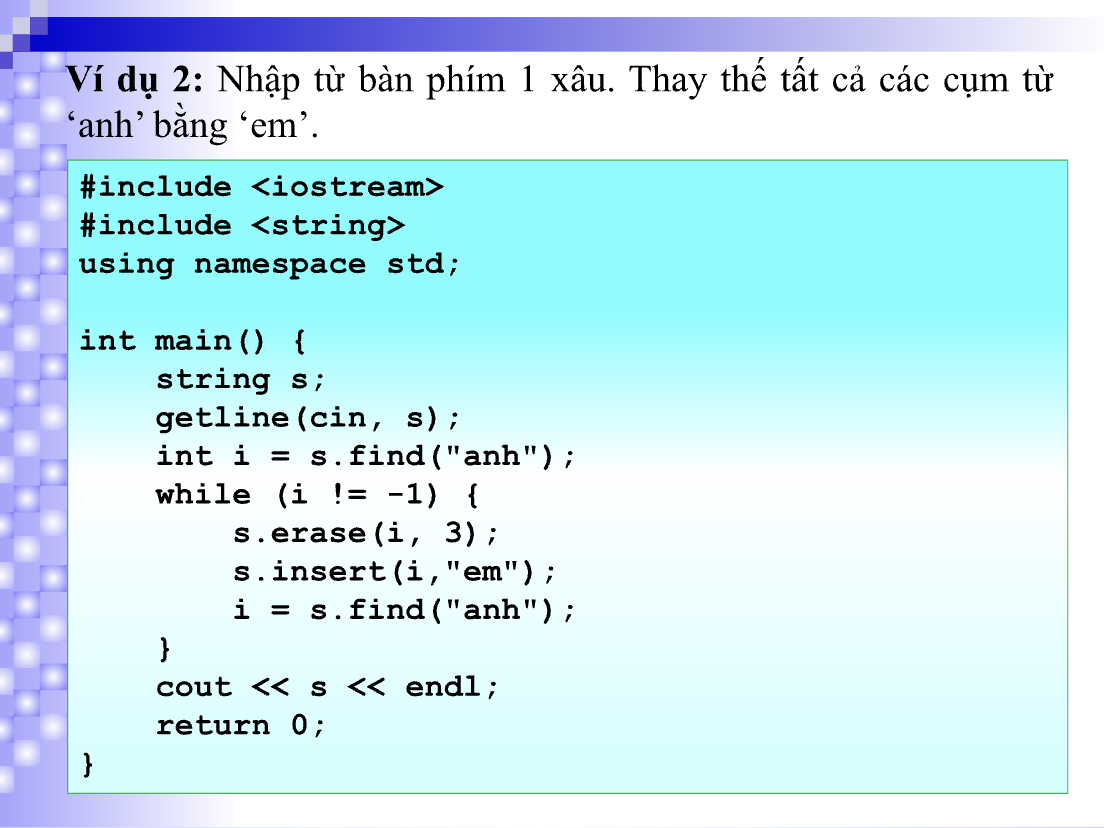 Ví dụ 2: Nhập từ bàn phím 1 xâu. Thay thế tất cả các cụm từ
‘anh’ bằng ‘em’.
#include <iostream>
#include <string>
using namespace std;

int main() {
    string s;
    getline(cin, s);
    int i = s.find("anh");
    while (i != -1) {
        s.erase(i, 3);
        s.insert(i,"em");
        i = s.find("anh");
    }
    cout << s << endl;
    return 0;
}